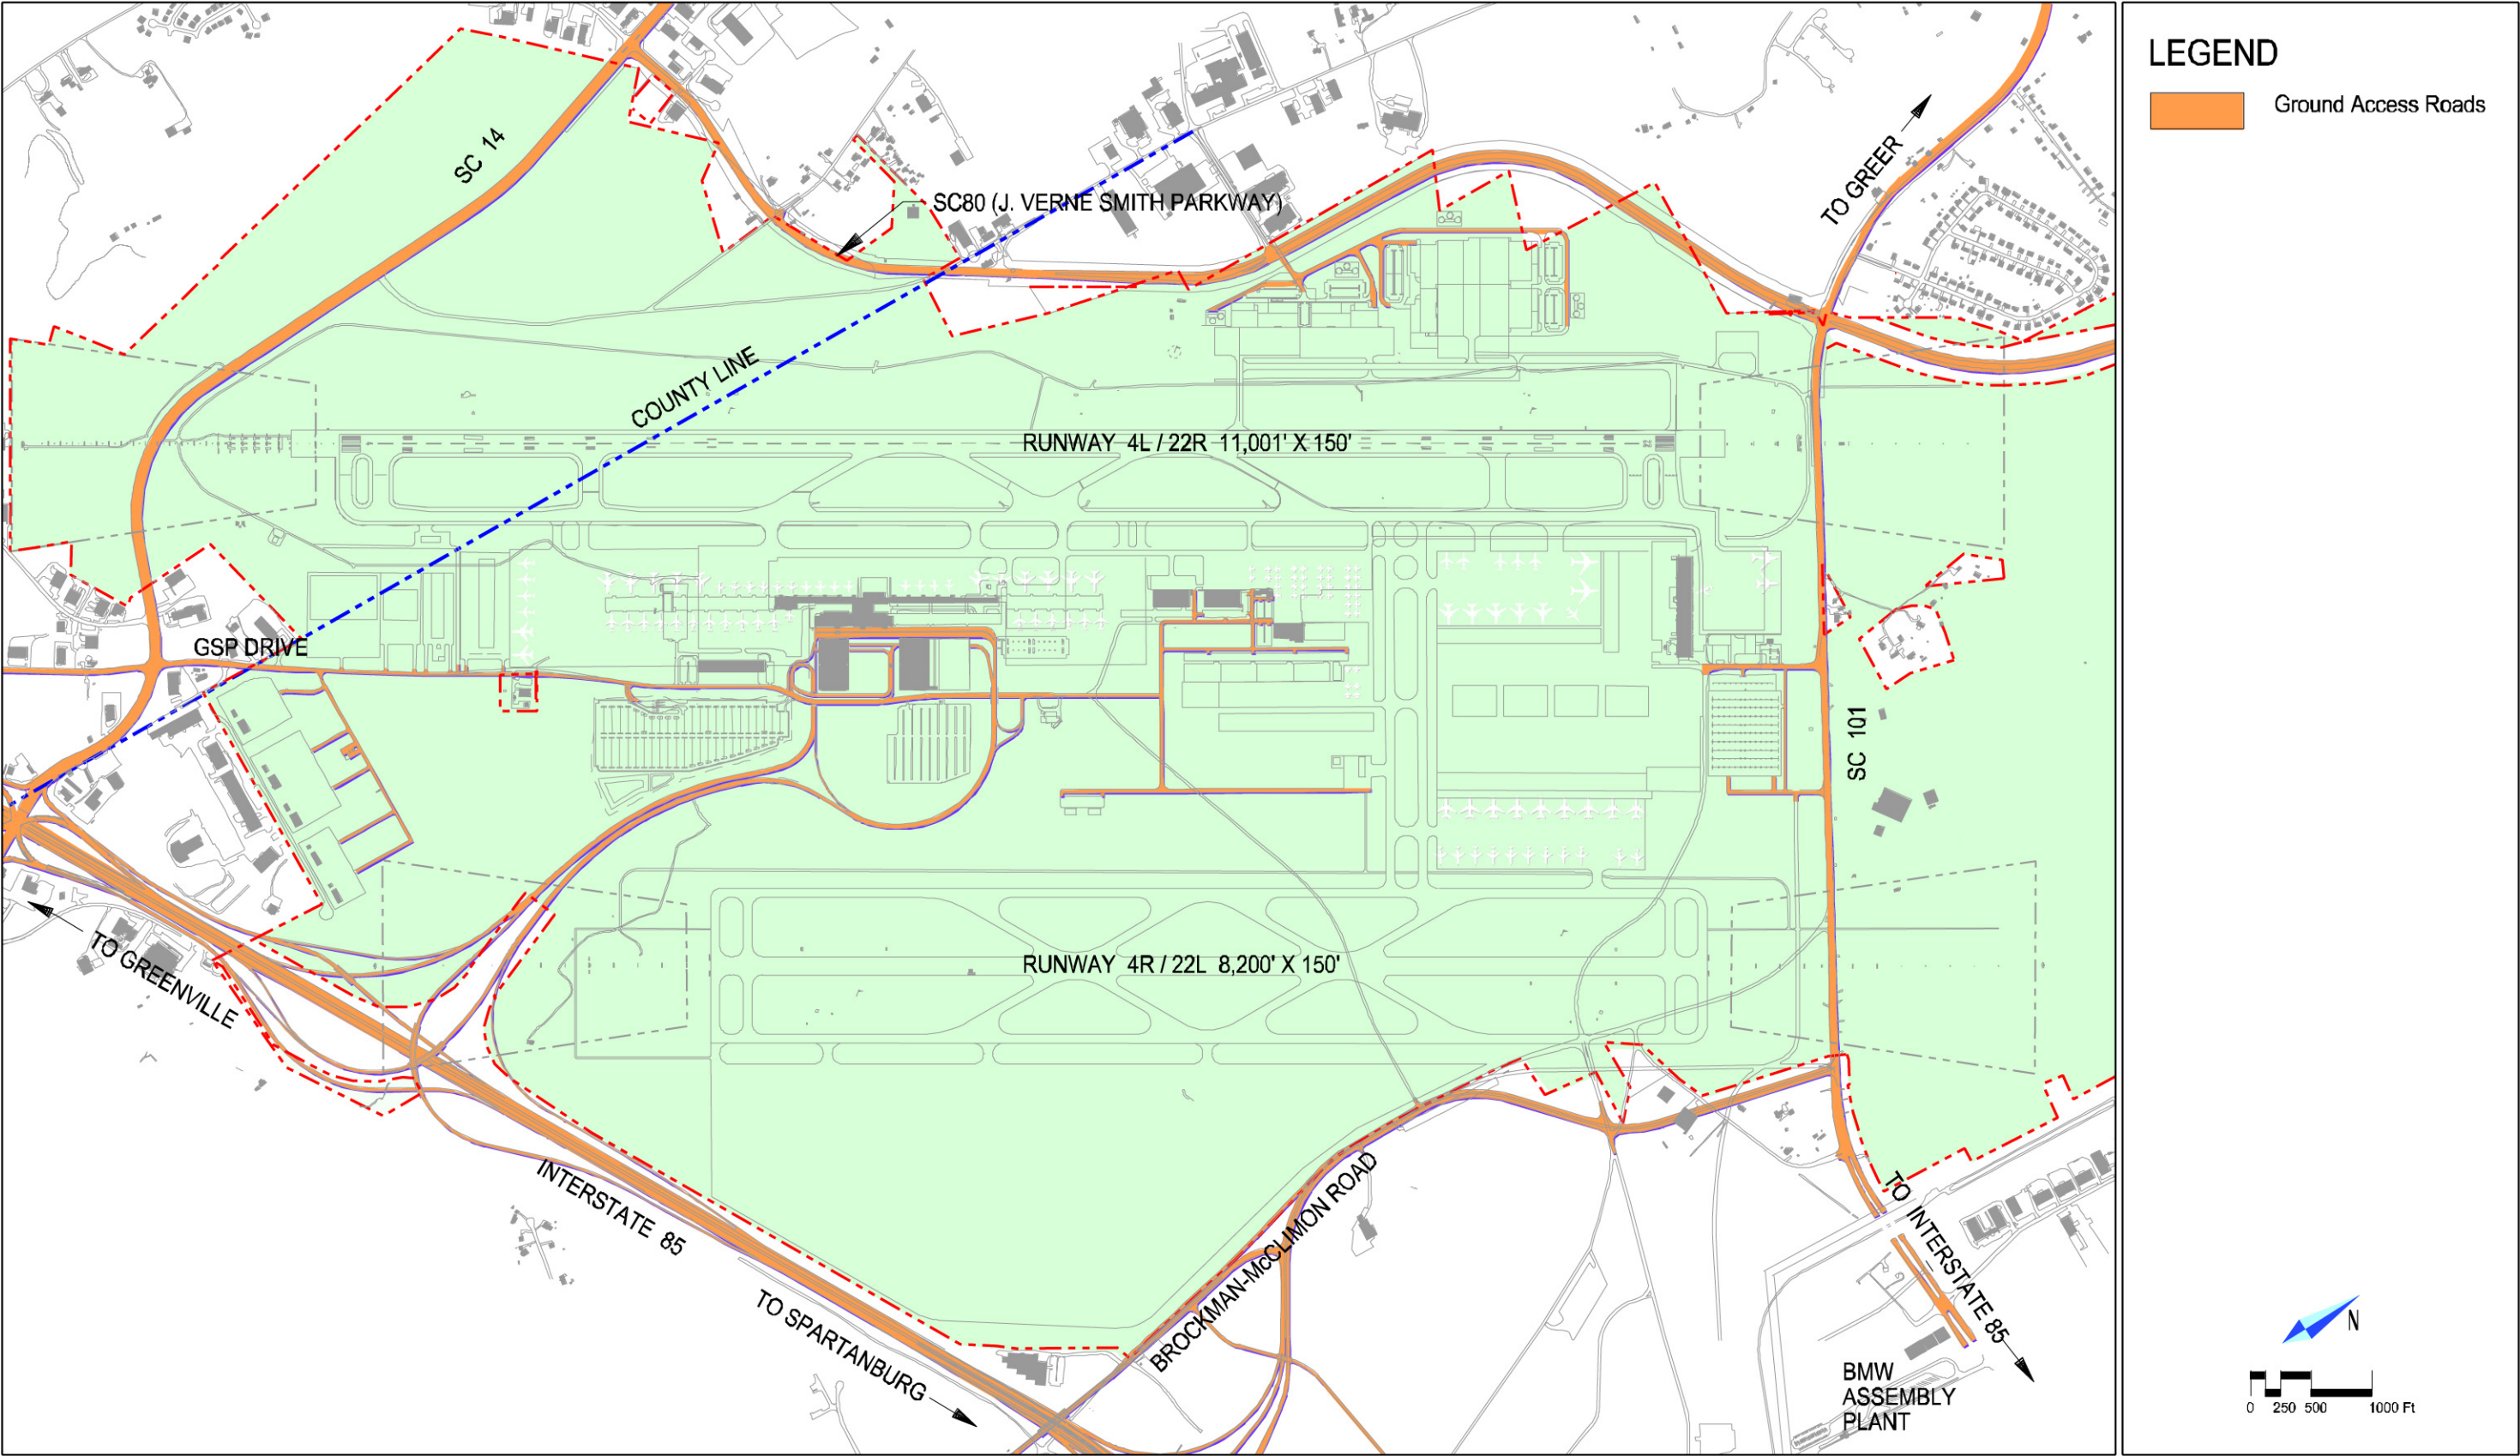 LEGEND
Ground Access Roads
SC 14
TO GREER
SC80 (J. VERNE SMITH PARKWAY)
COUNTY LINE
RUNWAY 4L / 22R 11,001' X 150'
GSP DRIVE
SC 101
TO GREENVILLE
RUNWAY 4R / 22L 8,200' X 150'
INTERSTATE 85
TO SPARTANBURG
BROCKMAN-McCLIMON ROAD
TO INTERSTATE 85
BMW
ASSEMBLY
PLANT
N
0 250 500 1000 Ft